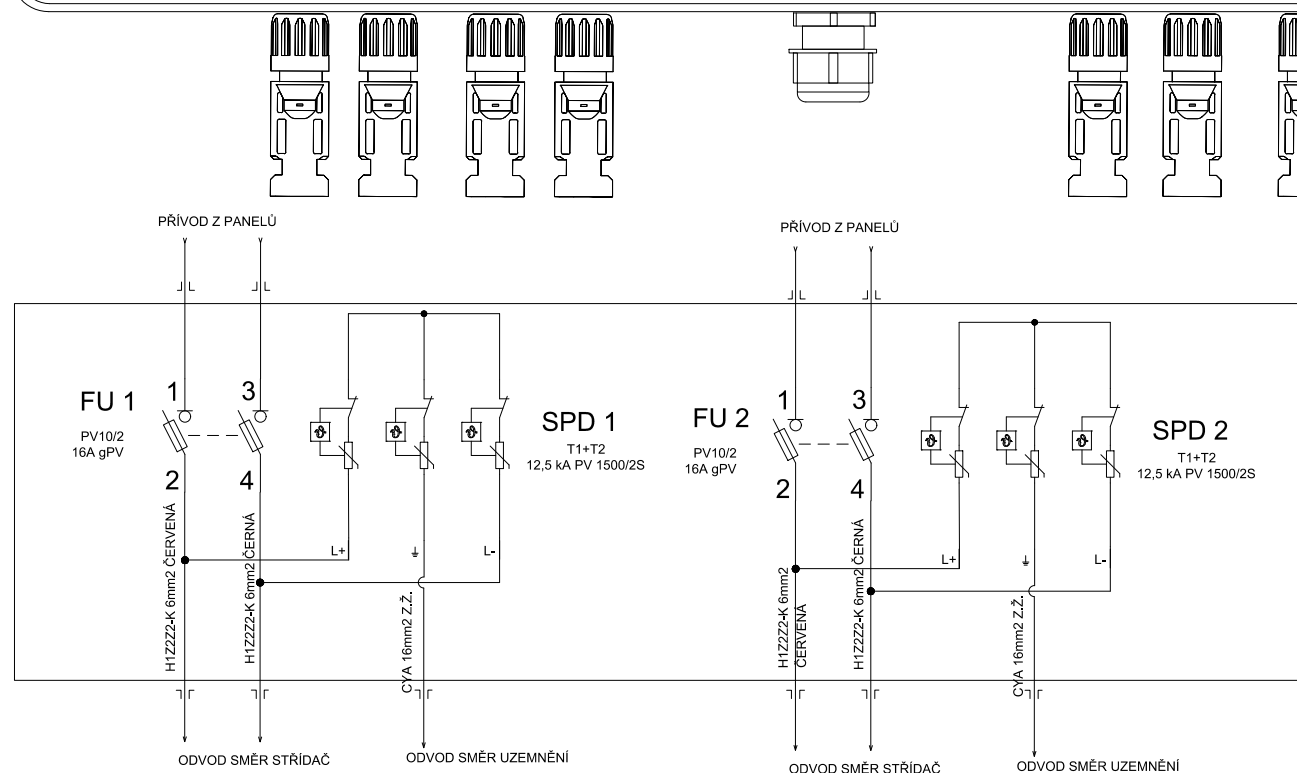 PŘÍVOD Z PANELŮ
PŘÍVOD Z PANELŮ
FU 1
PV10/2
16A gPV
1
3
2
4
SPD 1
T1+T2
12,5 kA PV 1500/2S
L+
L-
H1Z2Z2-K 6mm2 ČERVENÁ
H1Z2Z2-K 6mm2 ČERNÁ
CYA 16mm2 Z.Ž.
ODVOD SMĚR STŘÍDAČ
ODVOD SMĚR UZEMNĚNÍ
FU 2
PV10/2
16A gPV
1
3
2
4
SPD 2
T1+T2
12,5 kA PV 1500/2S
L+
L-
H1Z2Z2-K 6mm2
ČERVENÁ
H1Z2Z2-K 6mm2 ČERNÁ
CYA 16mm2 Z.Ž.
ODVOD SMĚR STŘÍDAČ
ODVOD SMĚR UZEMNĚNÍ